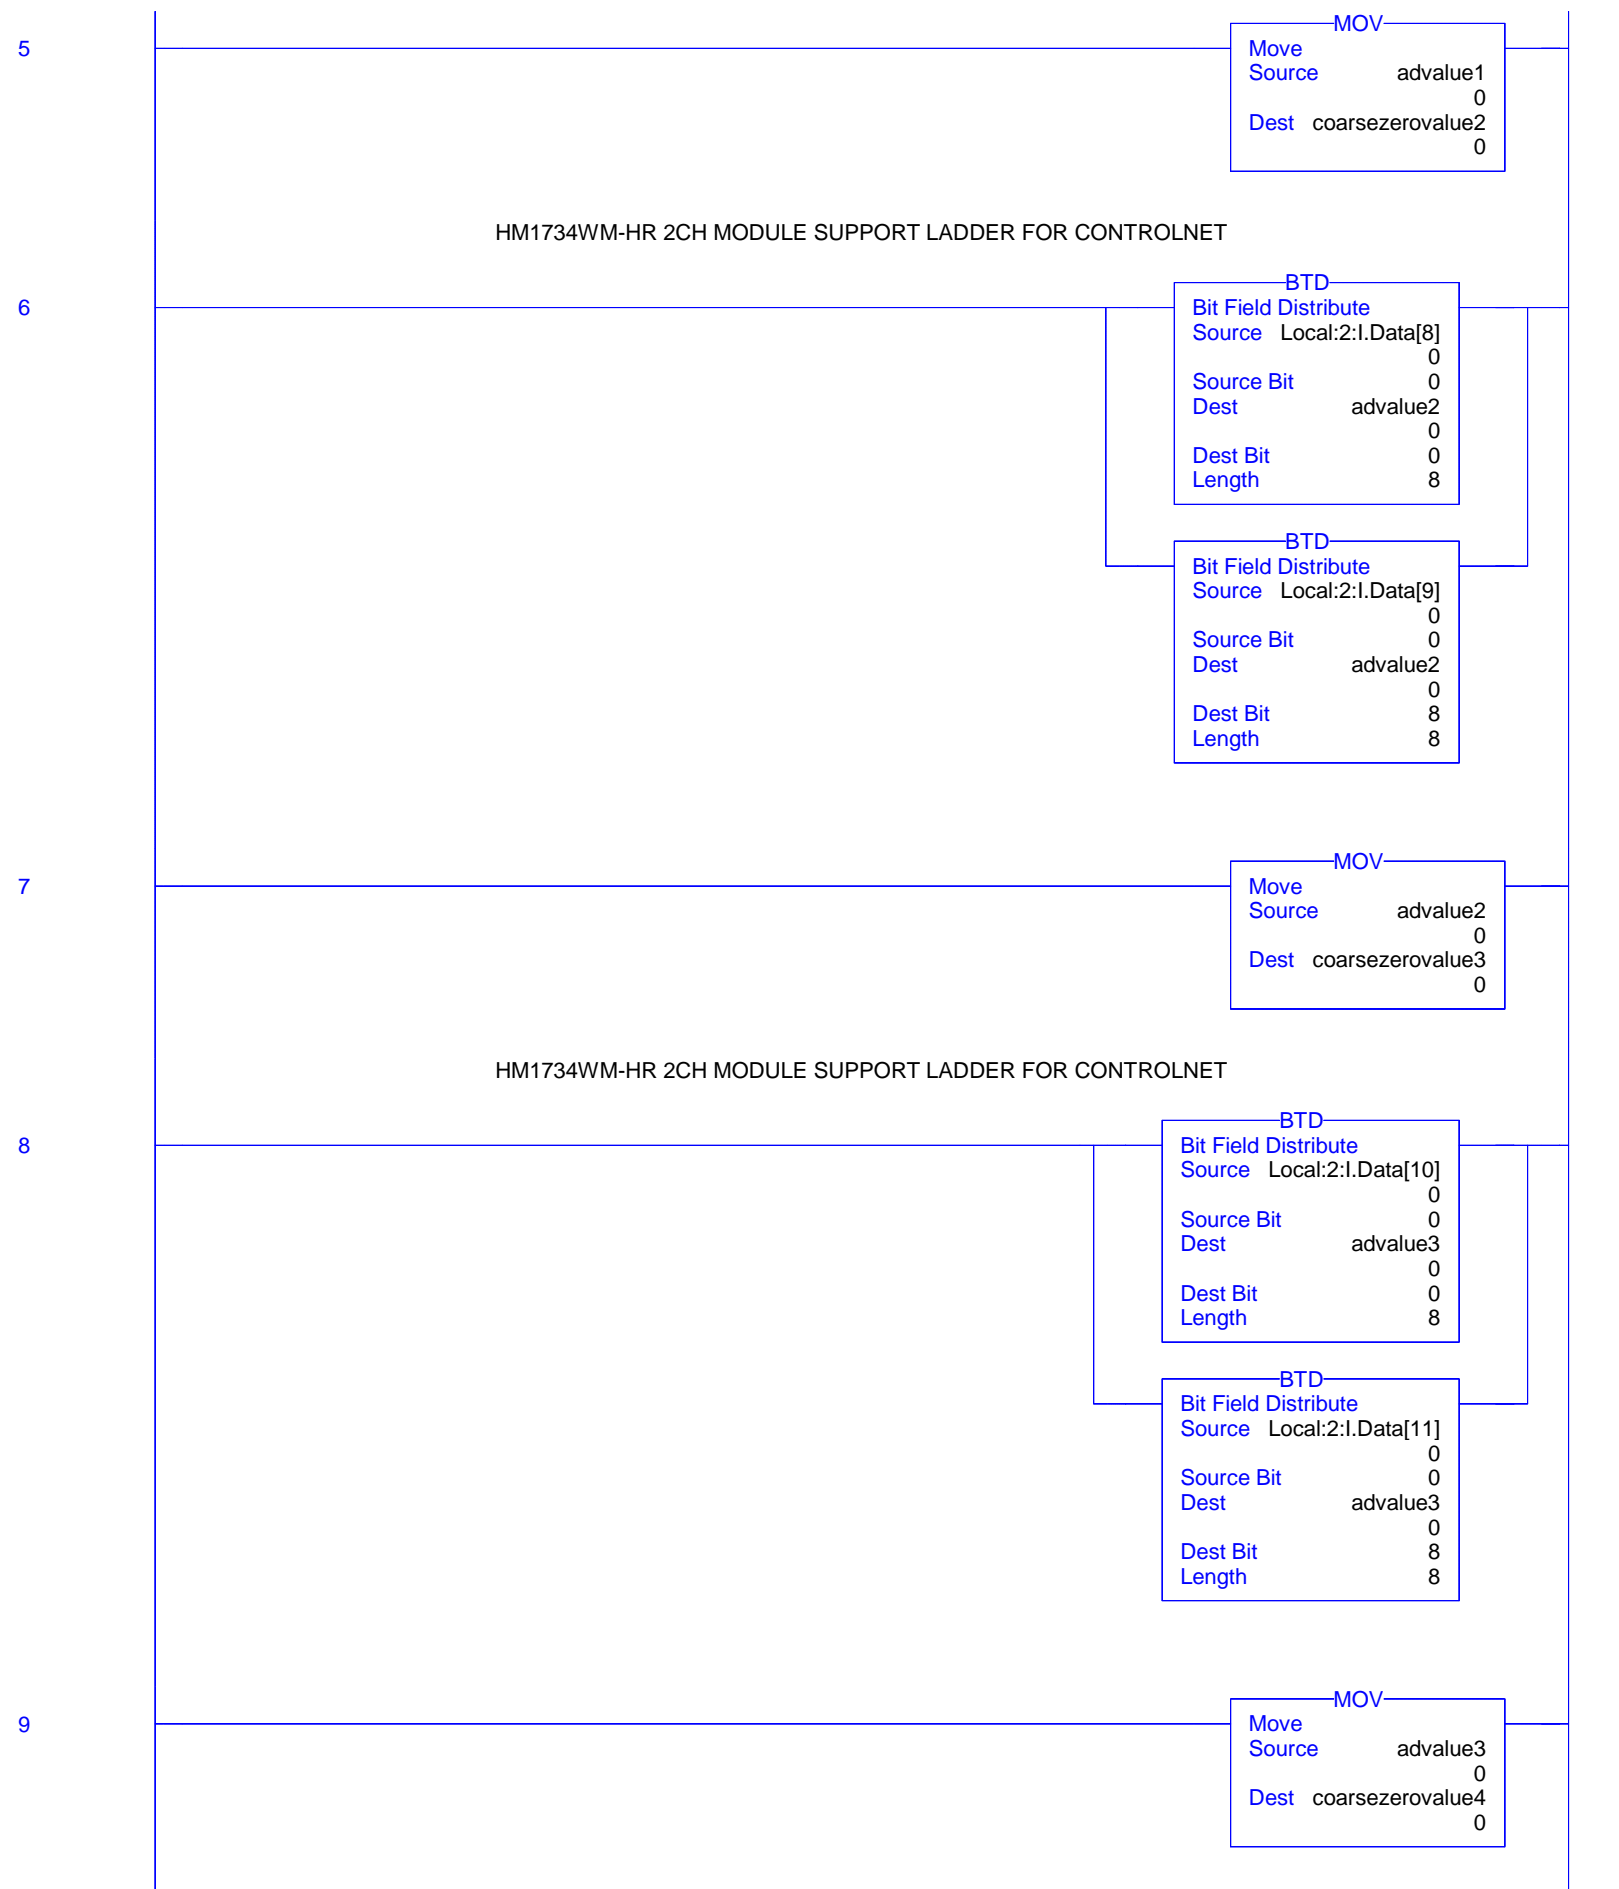 5
MOV
Move
Source advalue1
0
Dest coarsezerovalue2
0
HM1734WM-HR 2CH MODULE SUPPORT LADDER FOR CONTROLNET
6
BTD
Bit Field Distribute
Source Local:2:I.Data[8]
0
Source Bit 0
Dest advalue2
0
Dest Bit 0
Length 8
BTD
Bit Field Distribute
Source Local:2:I.Data[9]
0
Source Bit 0
Dest advalue2
0
Dest Bit 8
Length 8
7
MOV
Move
Source advalue2
0
Dest coarsezerovalue3
0
HM1734WM-HR 2CH MODULE SUPPORT LADDER FOR CONTROLNET
8
BTD
Bit Field Distribute
Source Local:2:I.Data[10]
0
Source Bit 0
Dest advalue3
0
Dest Bit 0
Length 8
BTD
Bit Field Distribute
Source Local:2:I.Data[11]
0
Source Bit 0
Dest advalue3
0
Dest Bit 8
Length 8
9
MOV
Move
Source advalue3
0
Dest coarsezerovalue4
0